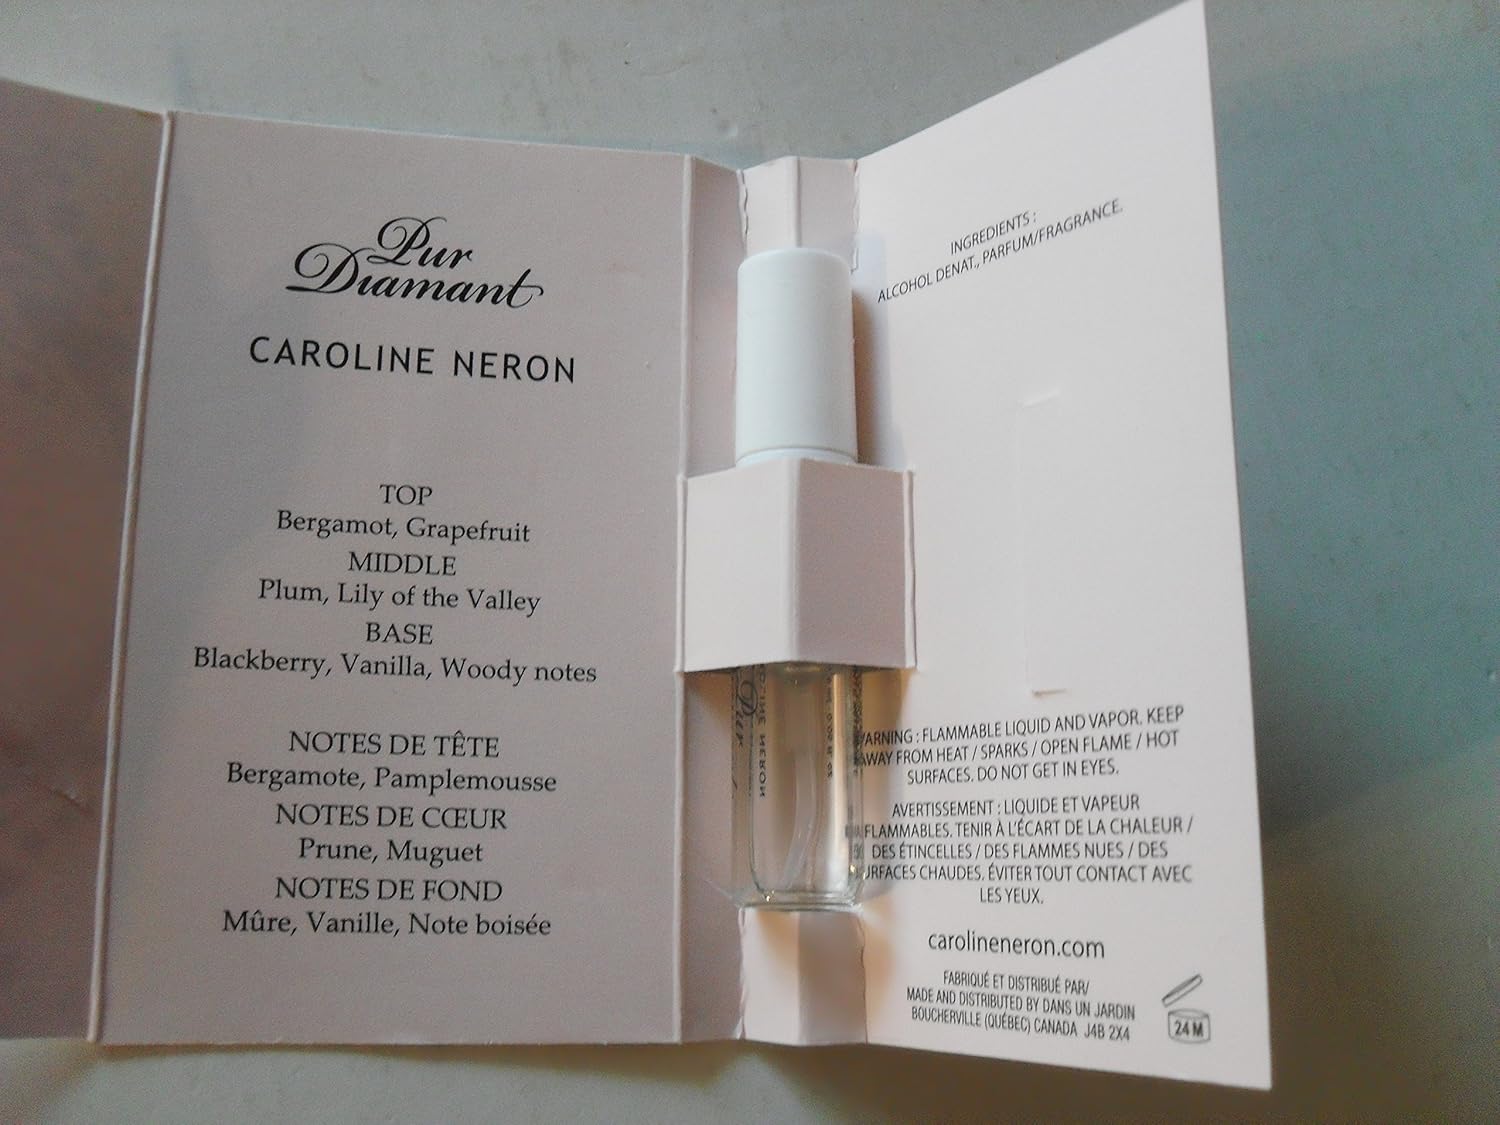 Pur
Diamant
CAROLINE NERON
TOP
Bergamot, Grapefruit
MIDDLE
Plum, Lily of the Valley
BASE
Blackberry, Vanilla, Woody notes
NOTES DE TÊTE
Bergamote, Pamplemousse
NOTES DE CŒUR
Prune, Muguet
NOTES DE FOND
Mûre, Vanille, Note boisée
Pur
NERON
INGREDIENTS :
ALCOHOL DENAT., PARFUM/FRAGRANCE.
WARNING : FLAMMABLE LIQUID AND VAPOR. KEEP
AWAY FROM HEAT / SPARKS / OPEN FLAME / HOT
SURFACES. DO NOT GET IN EYES.
AVERTISSEMENT : LIQUIDE ET VAPEUR
FLAMMABLES. TENIR À L'ÉCART DE LA CHALEUR /
DES ÉTINCELLES / DES FLAMMES NUES / DES
SURFACES CHAUDES. ÉVITER TOUT CONTACT AVEC
LES YEUX.
carolineneron.com
FABRIQUÉ ET DISTRIBUÉ PAR/
MADE AND DISTRIBUTED BY DANS UN JARDIN
BOUCHERVILLE (QUÉBEC) CANADA J4B 2X4
24 M